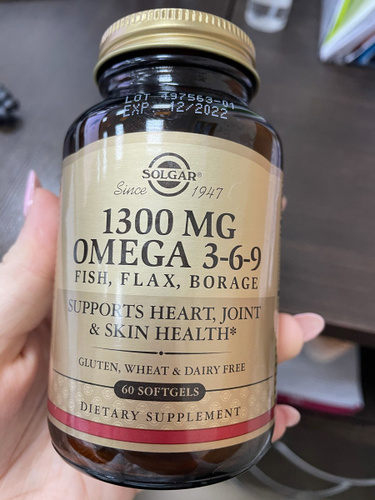 LOT 497563-01
EXP. 12/2022
SOLGAR®
Since 1947
1300 MG
OMEGA 3-6-9
FISH, FLAX, BORAGE
SUPPORTS HEART, JOINT
& SKIN HEALTH*
GLUTEN, WHEAT & DAIRY FREE
60 SOFTGELS
DIETARY SUPPLEMENT